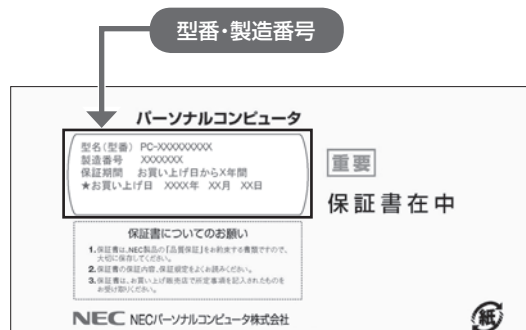 型番・製造番号
パーソナルコンピュータ
型名(型番) PC-XXXXXXXXX
製造番号 XXXXXXX
保証期間 お買い上げ日からX年間
★お買い上げ日 XXXX年 XX月 XX日
重要
保証書在中
保証書についてのお願い
1.保証書は、NEC製品の「品質保証」をお約束する書類ですので、
大切に保存してください。
2.保証書の保証内容、保証規定をよくお読みください。
3.保証書は、お買い上げ販売店で所定事項を記入されたものを
お受け取りください。
NEC NECパーソナルコンピュータ株式会社
紙